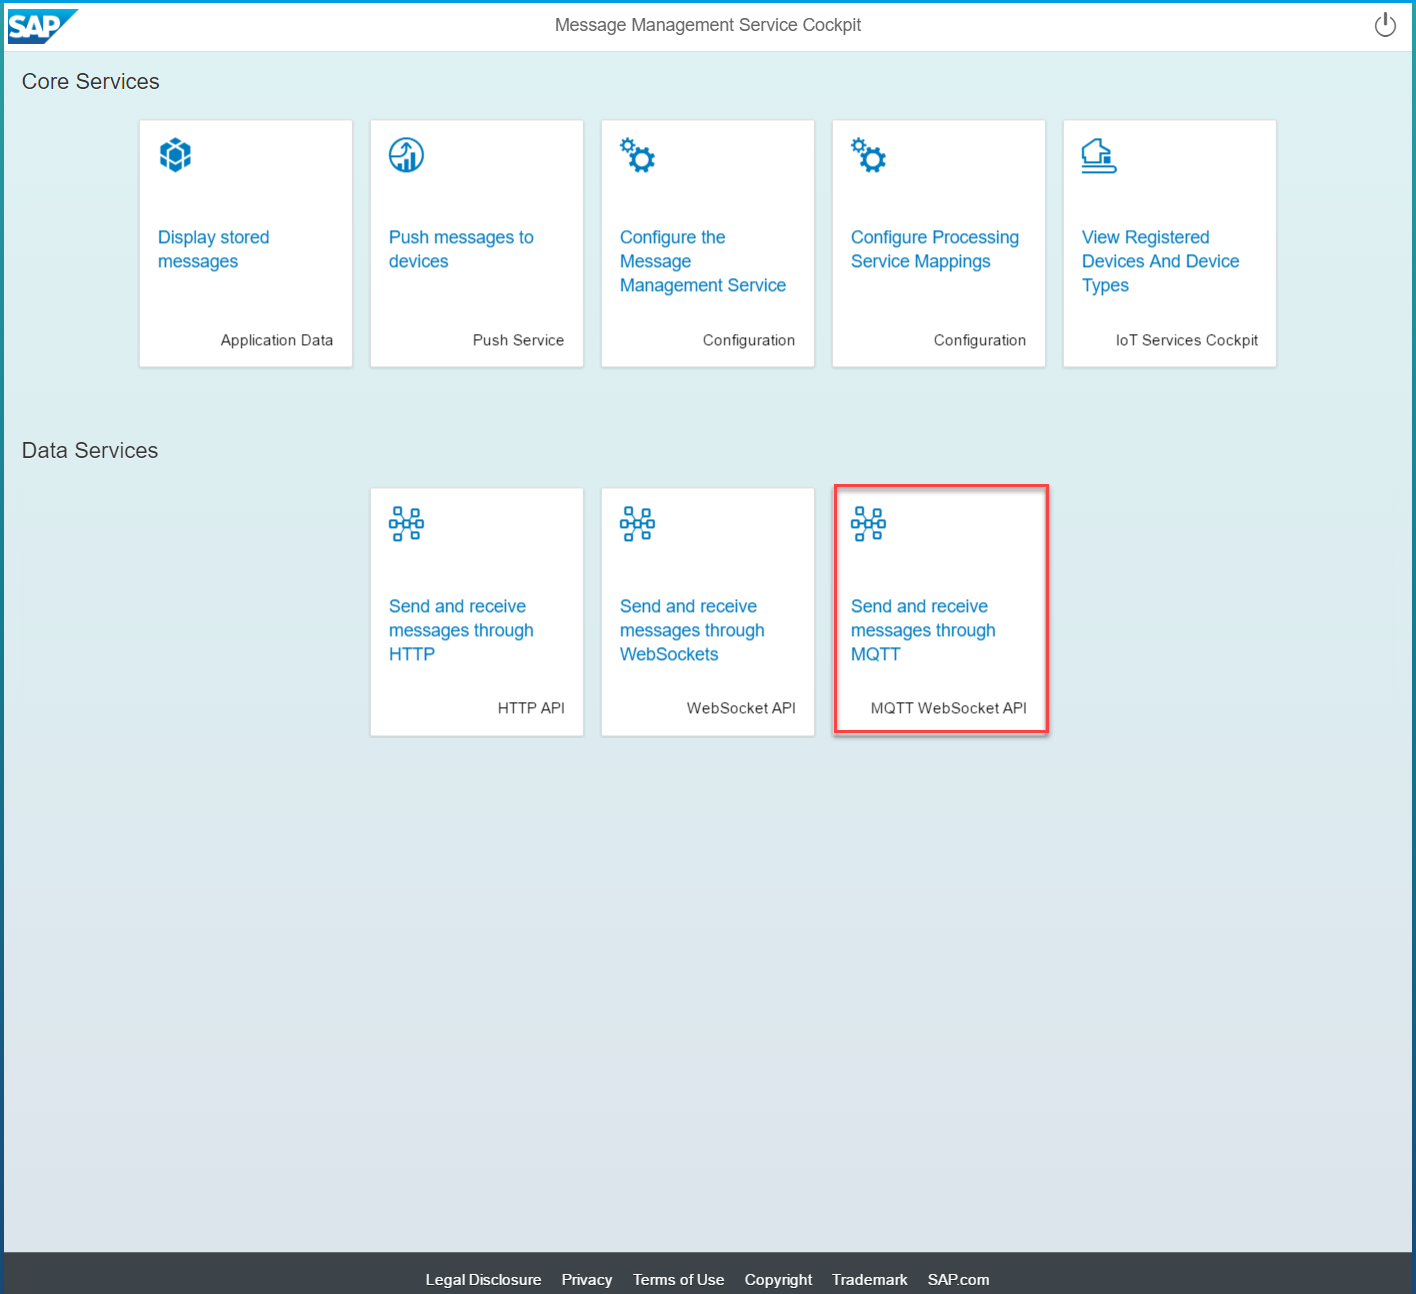 SAP
Message Management Service Cockpit
Core Services
Display stored
messages
Application Data
Push messages to
devices
Push Service
Configure the
Message
Management Service
Configuration
Configure Processing
Service Mappings
Configuration
View Registered
Devices And Device
Types
IoT Services Cockpit
Data Services
Send and receive
messages through
HTTP
HTTP API
Send and receive
messages through
WebSockets
WebSocket API
Send and receive
messages through
MQTT
MQTT WebSocket API
Legal Disclosure Privacy Terms of Use Copyright Trademark SAP.com